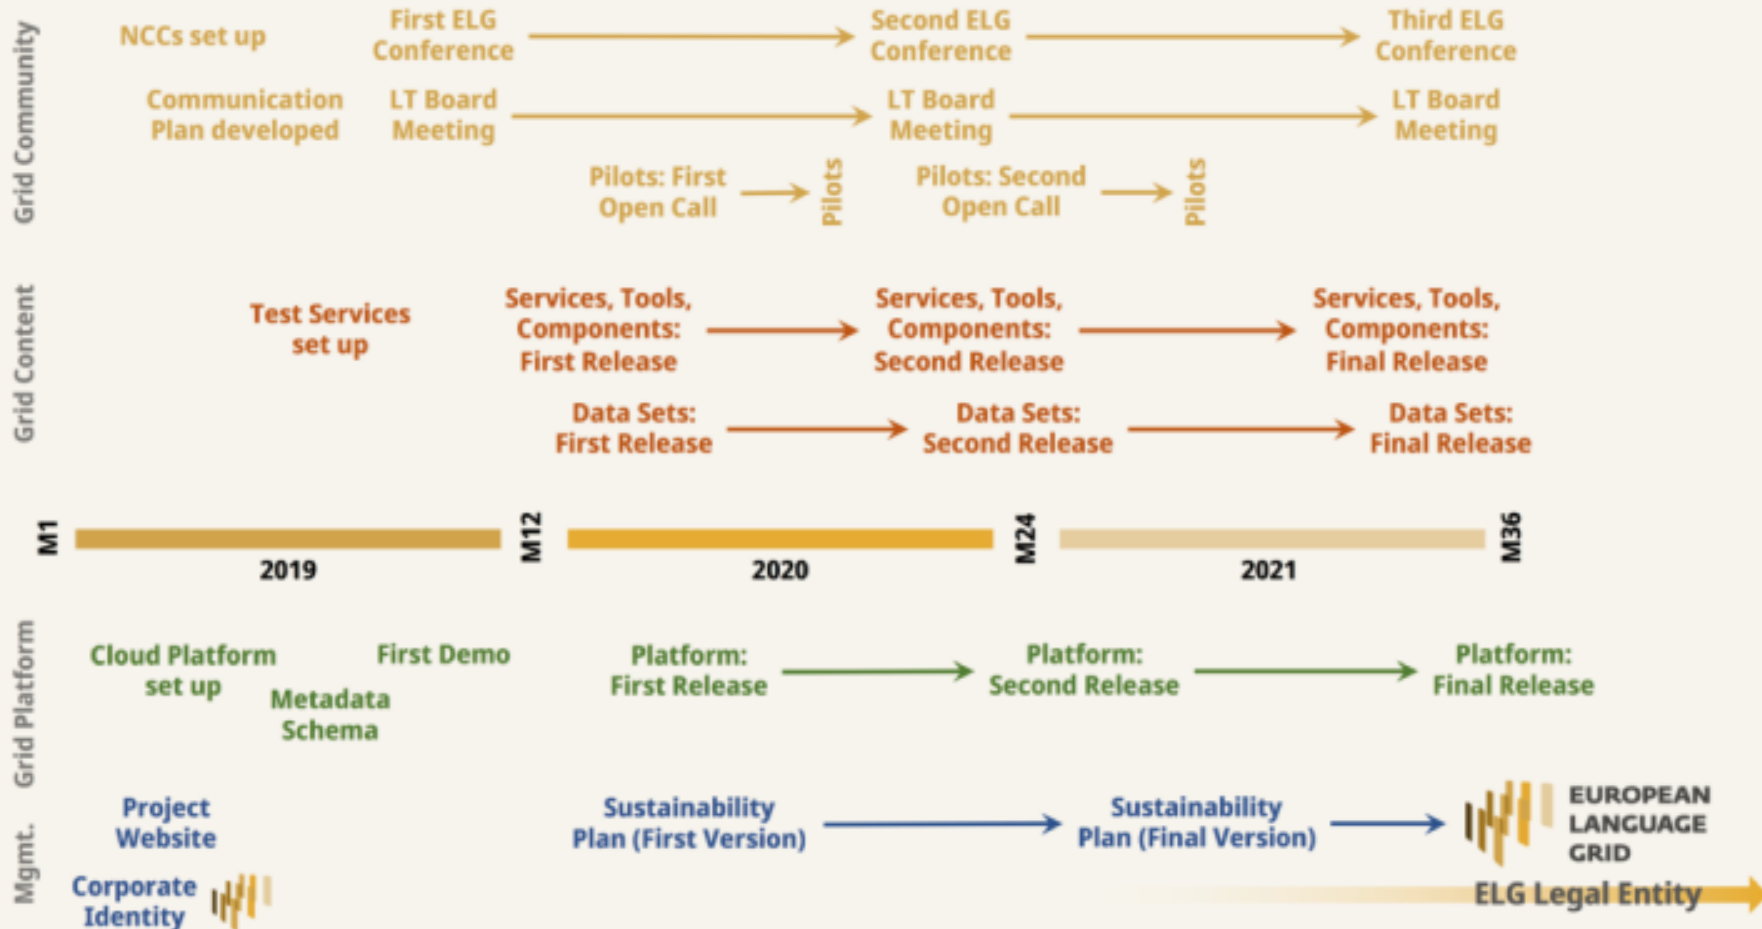 Grid Community
NCCs set up
First ELG
Conference
Second ELG
Conference
Third ELG
Conference
Communication
Plan developed
LT Board
Meeting
LT Board
Meeting
LT Board
Meeting
Pilots: First
Open Call
Pilots
Pilots: Second
Open Call
Pilots
Grid Content
Test Services
set up
Services, Tools,
Components:
First Release
Services, Tools,
Components:
Second Release
Services, Tools,
Components:
Final Release
Data Sets:
First Release
Data Sets:
Second Release
Data Sets:
Final Release
M1
2019
M12
2020
M24
2021
M36
Grid Platform
Cloud Platform
set up
Metadata
Schema
First Demo
Platform:
First Release
Platform:
Second Release
Platform:
Final Release
Mgmt.
Project
Website
Sustainability
Plan (First Version)
Sustainability
Plan (Final Version)
EUROPEAN
LANGUAGE
GRID
Corporate
Identity
ELG Legal Entity